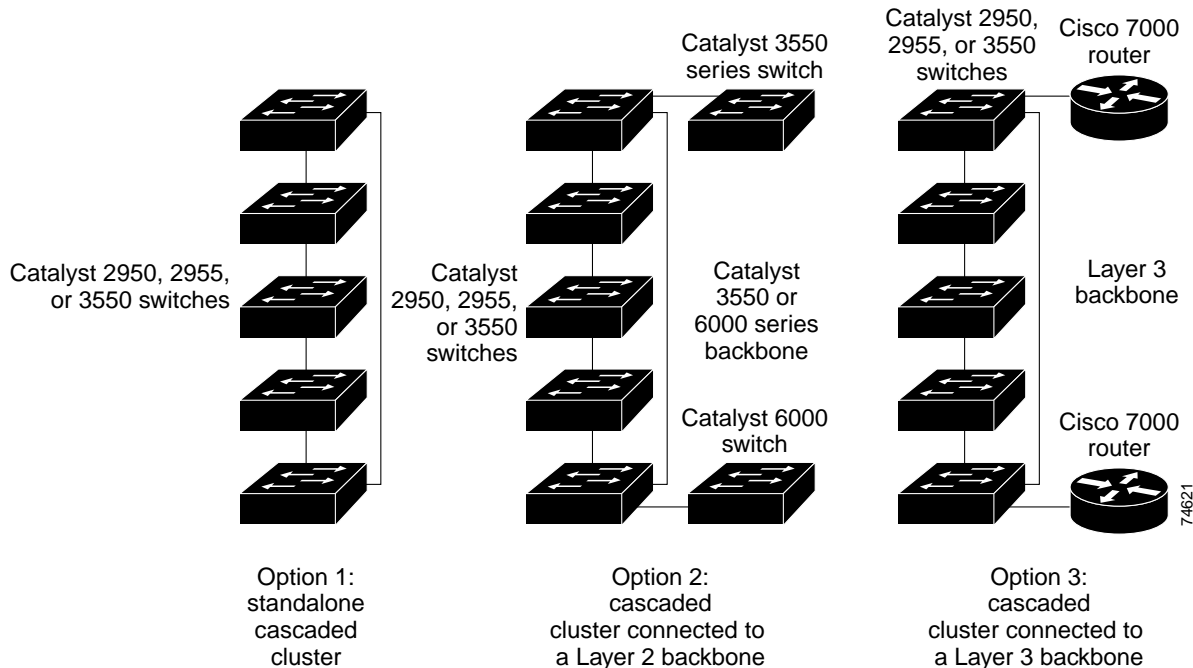 Catalyst 3550
series switch
Catalyst 2950,
2955, or 3550
switches
Cisco 7000
router
Catalyst 2950, 2955,
or 3550 switches
Catalyst
2950, 2955,
or 3550
switches
Catalyst
3550 or
6000 series
backbone
Layer 3
backbone
Catalyst 6000
switch
Cisco 7000
router
74621
Option 1:
standalone
cascaded
cluster
Option 2:
cascaded
cluster connected to
a Layer 2 backbone
Option 3:
cascaded
cluster connected to
a Layer 3 backbone